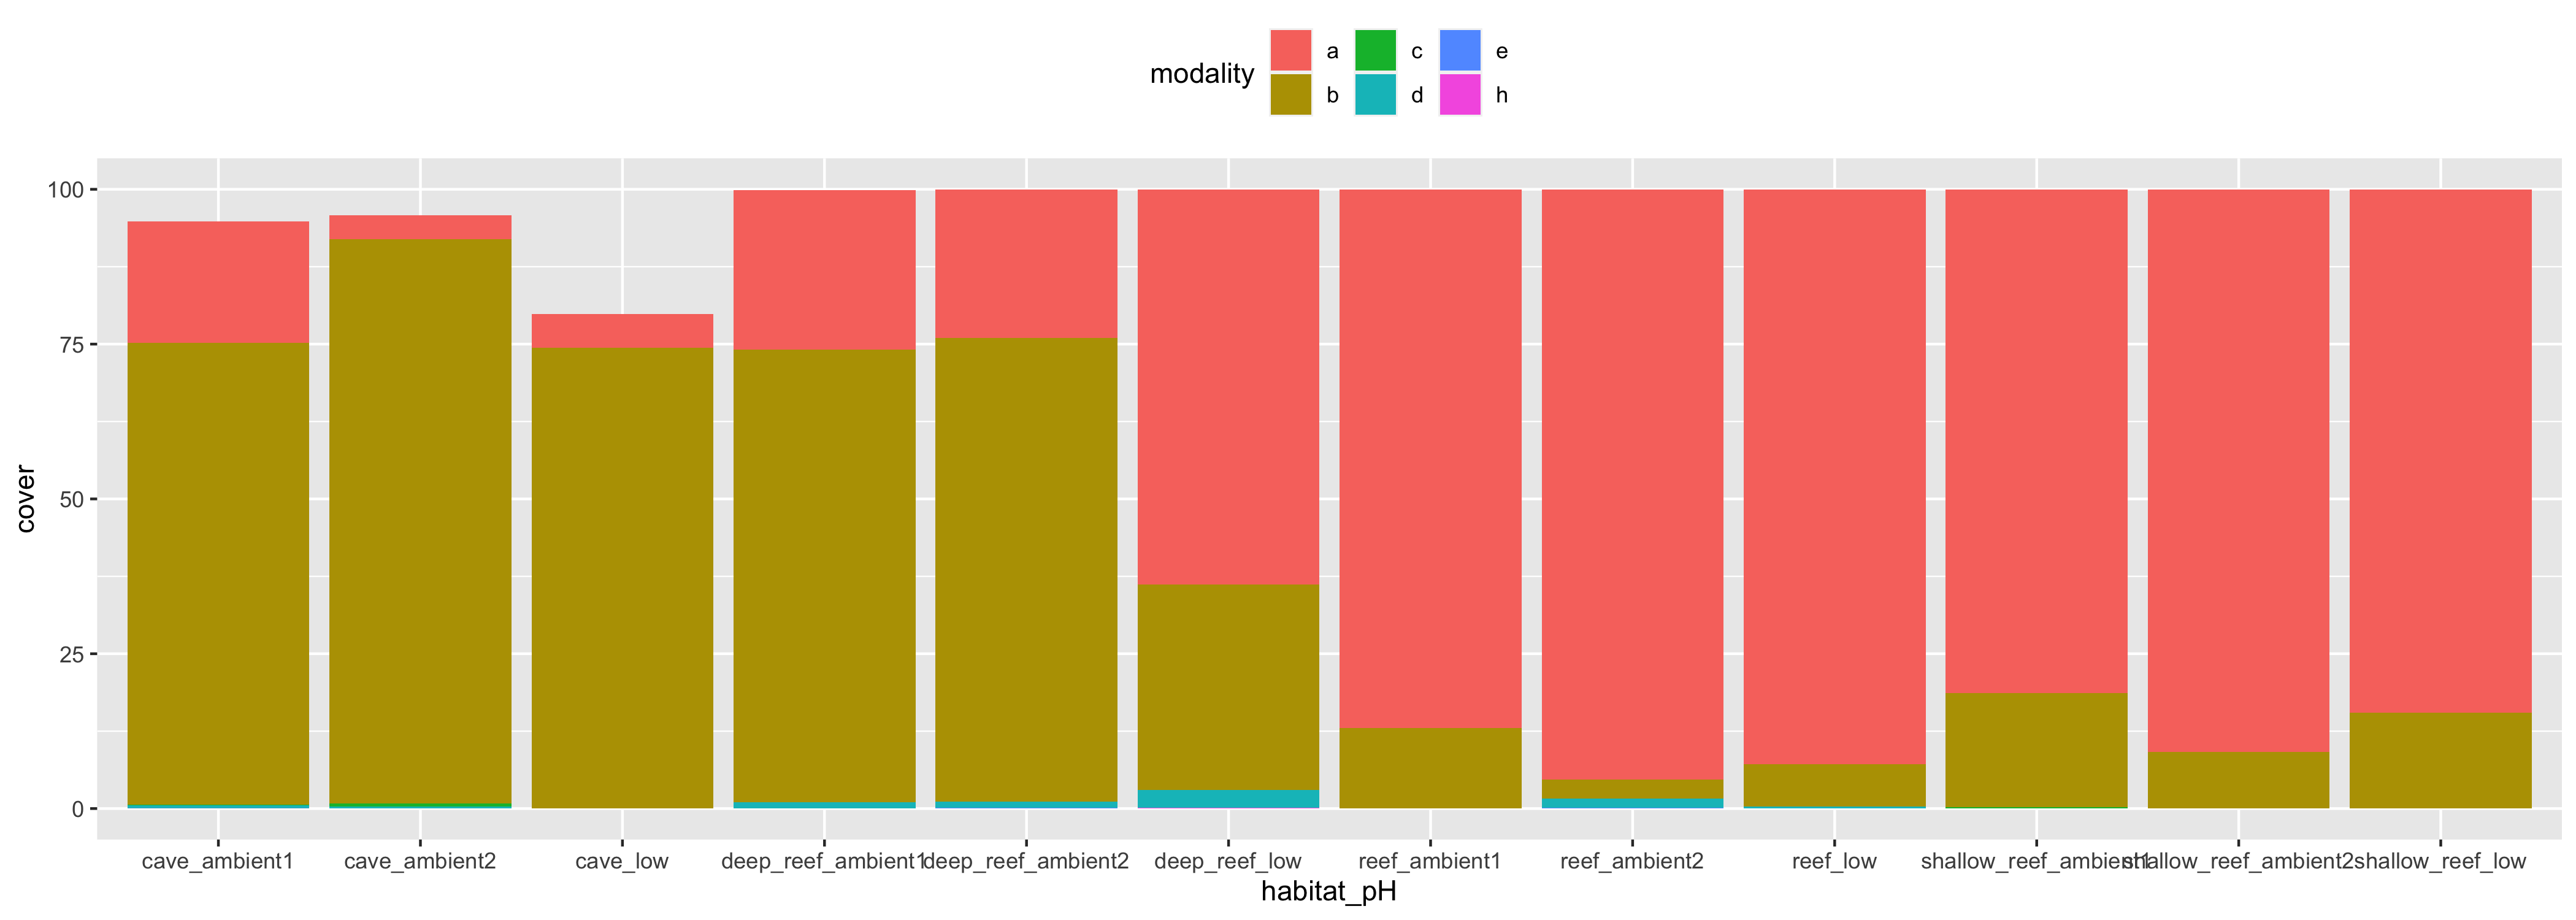 modality
a c e
b d h
100
75
50
25
0
cover
cave_ambient1 cave_ambient2 cave_low deep_reef_ambient1 deep_reef_ambient2 deep_reef_low reef_ambient1 reef_ambient2 reef_low shallow_reef_ambient1 shallow_reef_ambient2 shallow_reef_low
habitat_pH